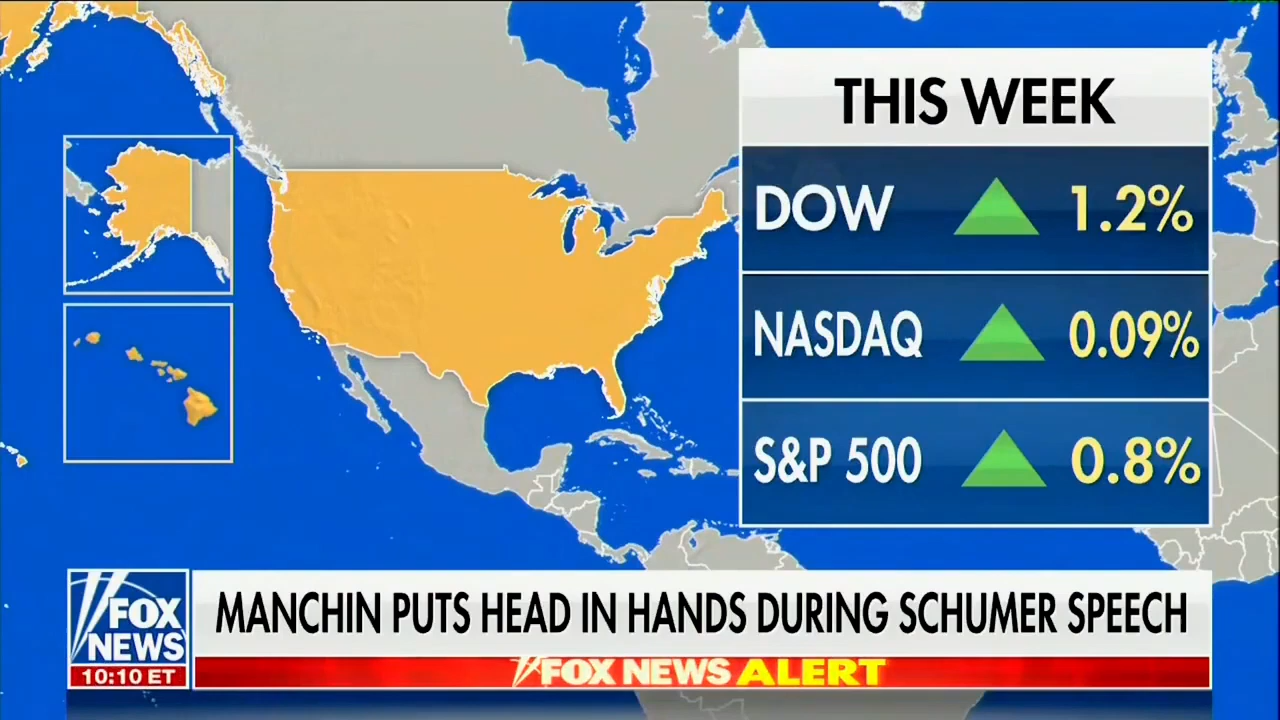 THIS WEEK
DOW 1.2%
NASDAQ 0.09%
S&P 500 0.8%
FOX
NEWS
10:10 ET
MANCHIN PUTS HEAD IN HANDS DURING SCHUMER SPEECH
FOX NEWS ALERT